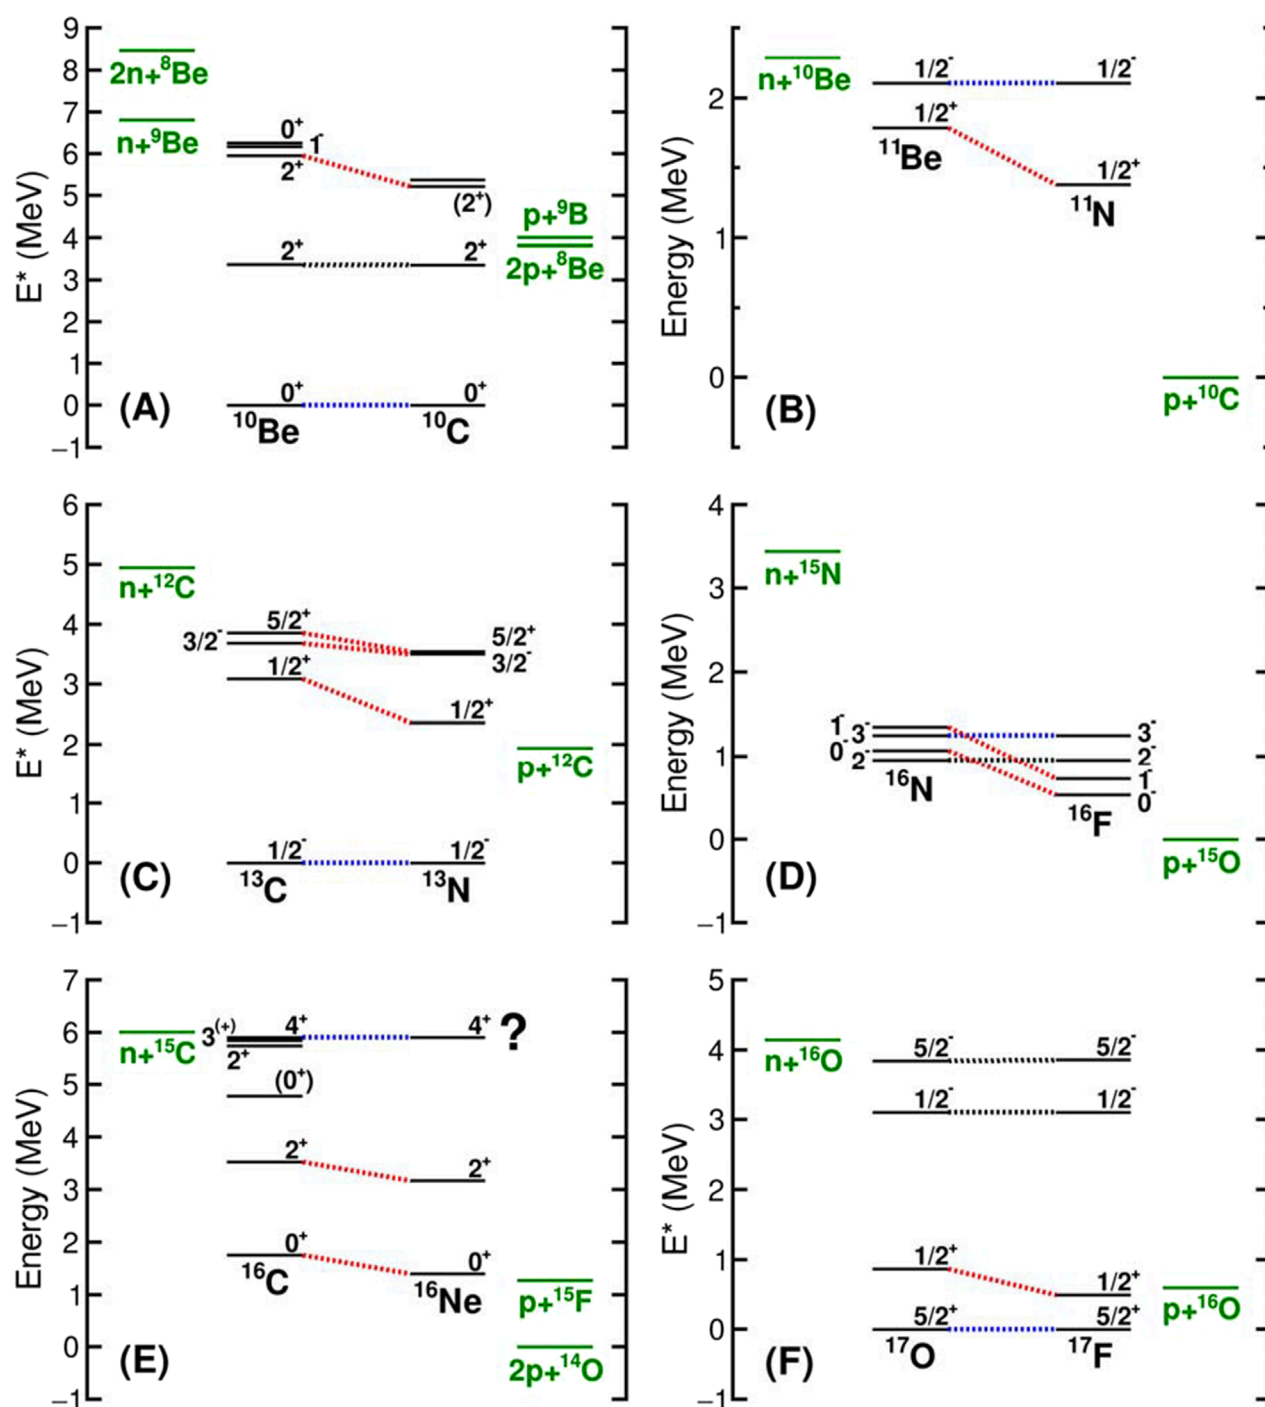 9
8
7
6
5
4
3
2
1
0
−1
E* (MeV)
2n+⁸Be
n+⁹Be
0⁺
1⁻
2⁺
(2⁺)
p+⁹B
2p+⁸Be
2⁺
2⁺
0⁺
0⁺
(A)
¹⁰Be
¹⁰C
2
1
0
Energy (MeV)
n+¹⁰Be
1/2⁻
1/2⁻
1/2⁺
¹¹Be
1/2⁺
¹¹N
p+¹⁰C
(B)
6
5
4
3
2
1
0
−1
E* (MeV)
n+¹²C
5/2⁺
3/2⁻
1/2⁺
5/2⁺
3/2⁻
1/2⁺
p+¹²C
1/2⁻
1/2⁻
(C)
¹³C
¹³N
4
3
2
1
0
−1
Energy (MeV)
n+¹⁵N
1⁻
3⁻
0⁻
2⁻
¹⁶N
3⁻
2⁻
1⁻
0⁻
¹⁶F
p+¹⁵O
(D)
7
6
5
4
3
2
1
0
−1
Energy (MeV)
n+¹⁵C
3⁽⁺⁾
4⁺
2⁺
4⁺
?
(0⁺)
2⁺
2⁺
0⁺
0⁺
¹⁶C
¹⁶Ne
p+¹⁵F
2p+¹⁴O
(E)
5
4
3
2
1
0
−1
E* (MeV)
n+¹⁶O
5/2⁻
5/2⁻
1/2⁻
1/2⁻
1/2⁺
1/2⁺
p+¹⁶O
5/2⁺
5/2⁺
¹⁷O
¹⁷F
(F)